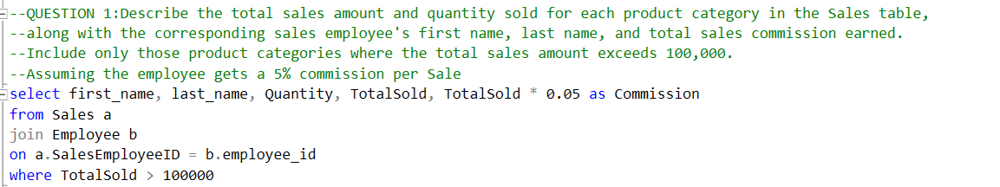 --QUESTION 1:Describe the total sales amount and quantity sold for each product category in the Sales table,
--along with the corresponding sales employee's first name, last name, and total sales commission earned.
--Include only those product categories where the total sales amount exceeds 100,000.
--Assuming the employee gets a 5% commission per Sale
select first_name, last_name, Quantity, TotalSold, TotalSold * 0.05 as Commission
from Sales a
join Employee b
on a.SalesEmployeeID = b.employee_id
where TotalSold > 100000